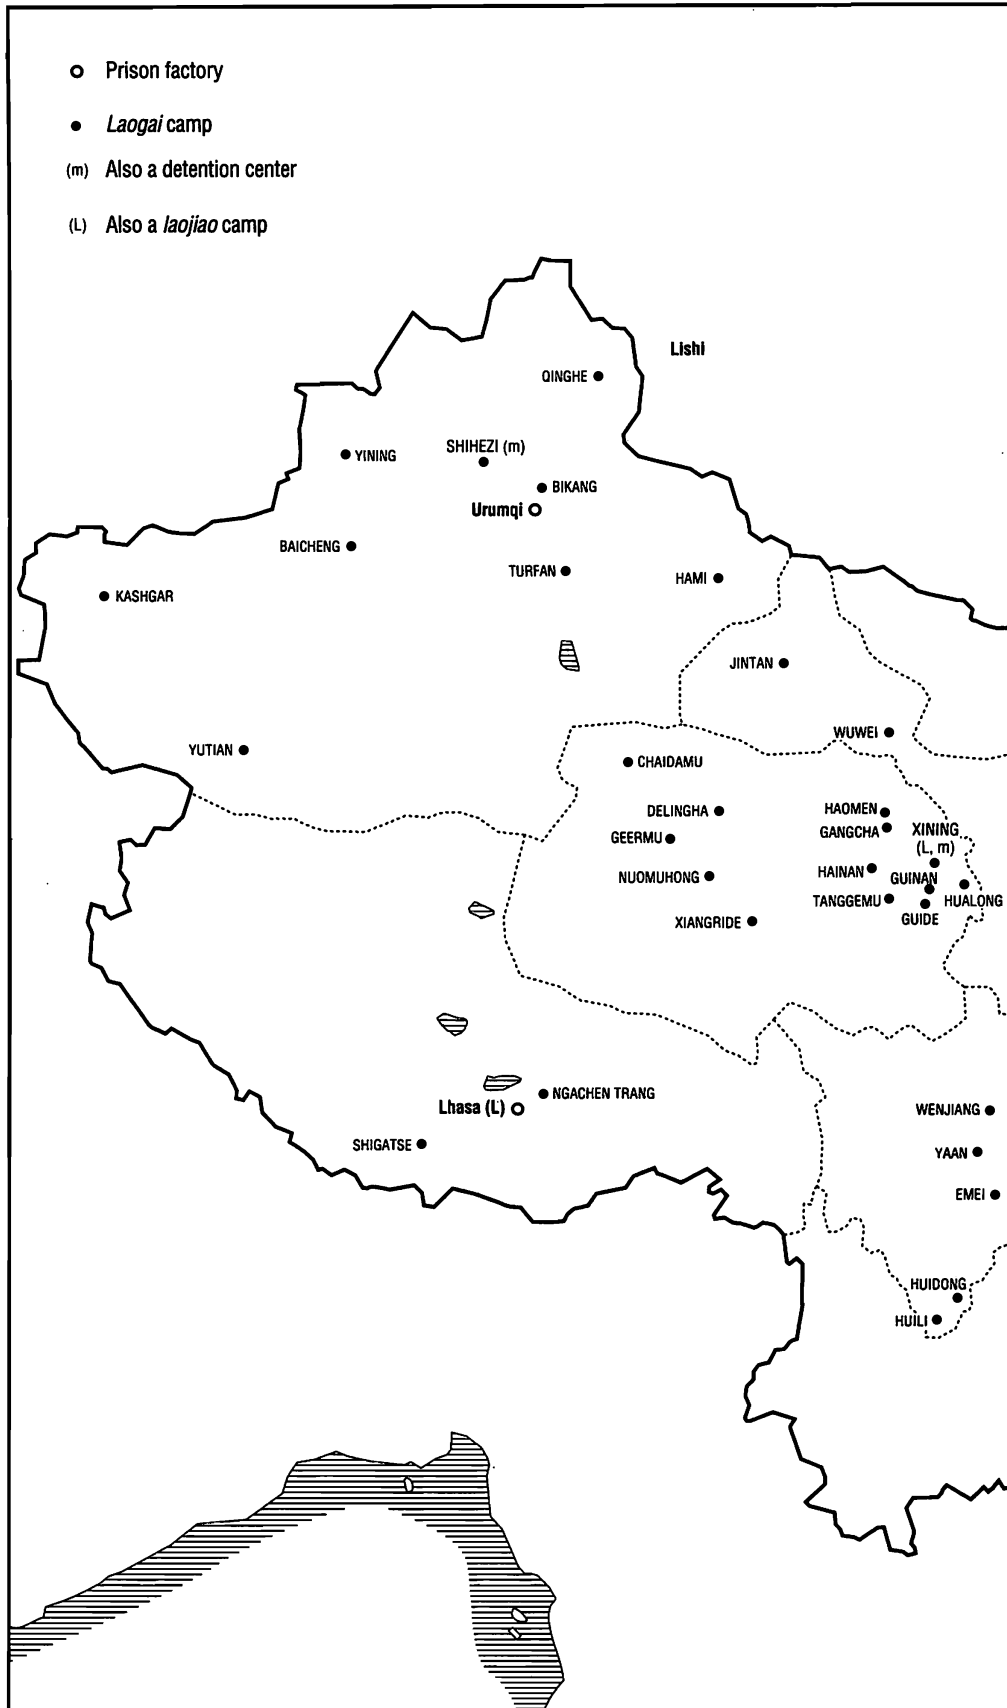 Prison factory
Laogai camp
(m) Also a detention center
(L) Also a laojiao camp
Lishi
QINGHE
SHIHEZI (m)
YINING
BIKANG
Urumqi
BAICHENG
TURFAN
HAMI
KASHGAR
JINTAN
WUWEI
YUTIAN
CHAIDAMU
DELINGHA
HAOMEN
GEERMU
GANGCHA
XINING
(L, m)
NUOMUHONG
HAINAN
GUINAN
TANGGEMU
HUALONG
XIANGRIDE
GUIDE
NGACHEN TRANG
Lhasa (L)
WENJIANG
SHIGATSE
YAAN
EMEI
HUIDONG
HUILI